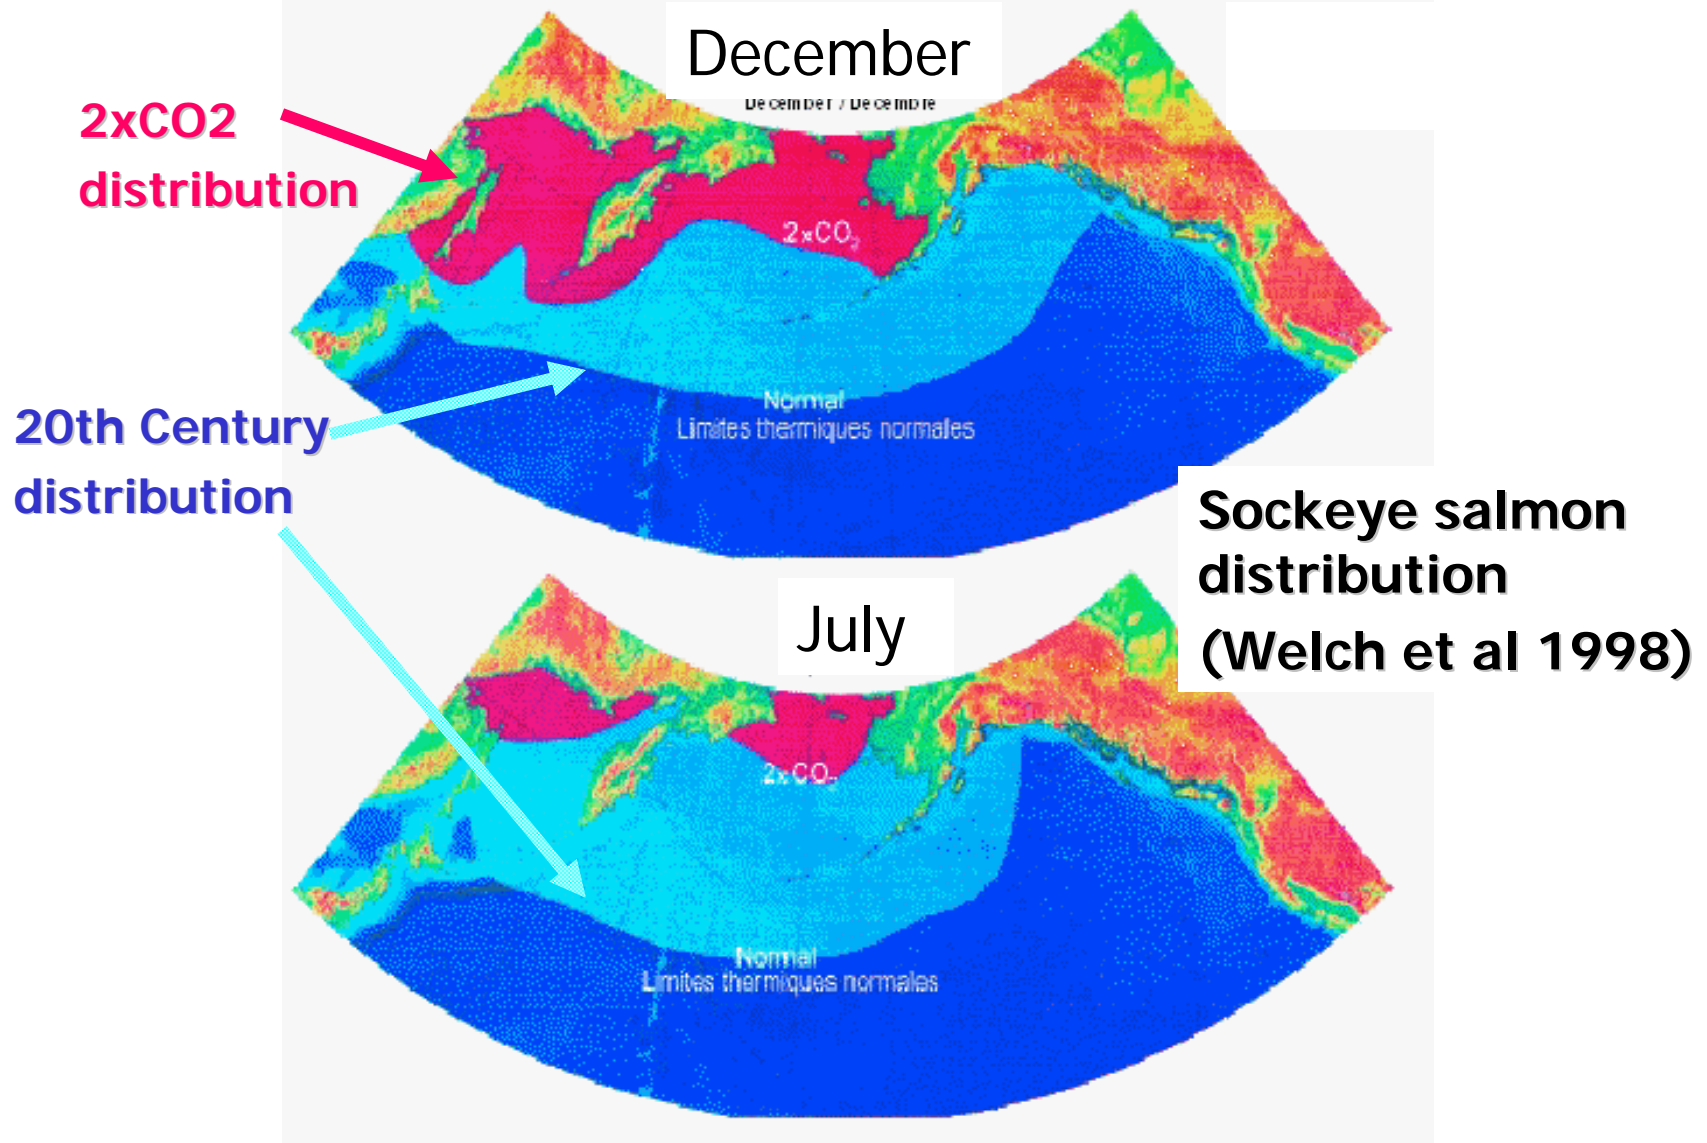 December
December / Décembre
2xCO2
distribution
2xCO2
20th Century
distribution
Normal
Limites thermiques normales
Sockeye salmon
distribution
(Welch et al 1998)
July
2xCO2
Normal
Limites thermiques normales